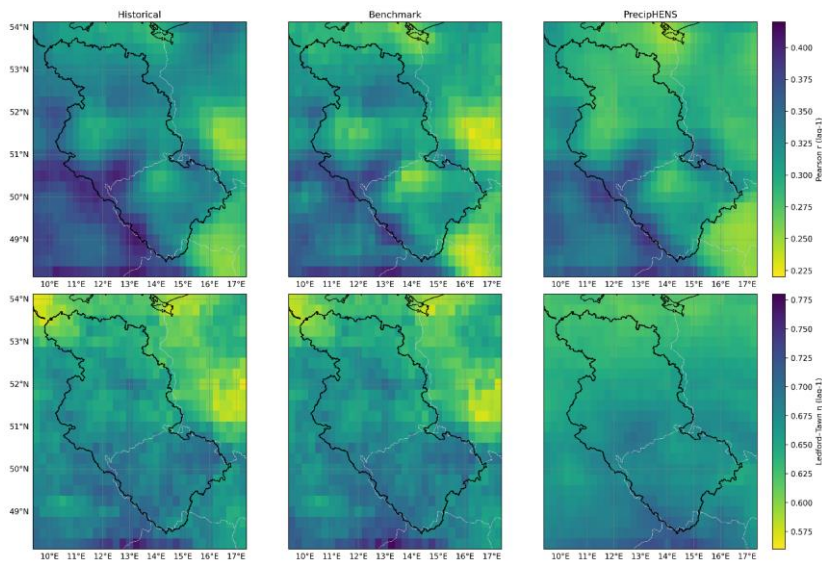 Historical
Benchmark
PrecipHENS
54°N
53°N
52°N
51°N
50°N
49°N
10°E 11°E 12°E 13°E 14°E 15°E 16°E 17°E
10°E 11°E 12°E 13°E 14°E 15°E 16°E 17°E
10°E 11°E 12°E 13°E 14°E 15°E 16°E 17°E
0.400
0.375
0.350
0.325
0.300
0.275
0.250
0.225
Pearson r (lag-1)
54°N
53°N
52°N
51°N
50°N
49°N
10°E 11°E 12°E 13°E 14°E 15°E 16°E 17°E
10°E 11°E 12°E 13°E 14°E 15°E 16°E 17°E
10°E 11°E 12°E 13°E 14°E 15°E 16°E 17°E
0.775
0.750
0.725
0.700
0.675
0.650
0.625
0.600
0.575
Ledford-Tawn η (lag-1)